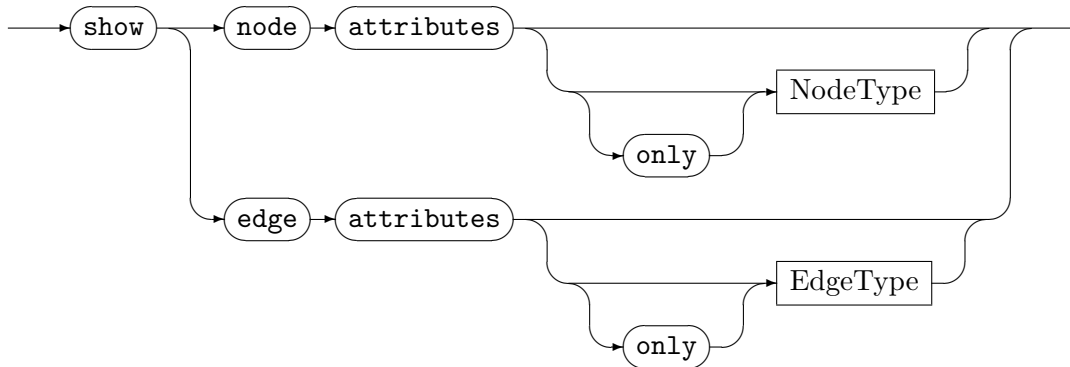 show node attributes
NodeType
only
edge attributes
EdgeType
only